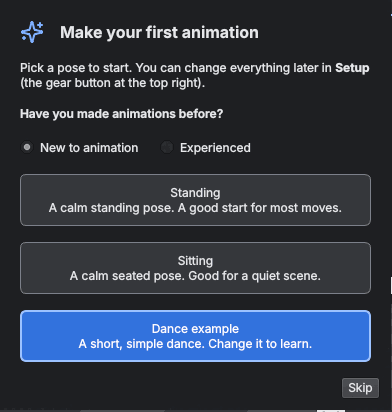 Make your first animation
Pick a pose to start. You can change everything later in Setup
(the gear button at the top right).
Have you made animations before?
New to animation
Experienced
Standing
A calm standing pose. A good start for most moves.
Sitting
A calm seated pose. Good for a quiet scene.
Dance example
A short, simple dance. Change it to learn.
Skip